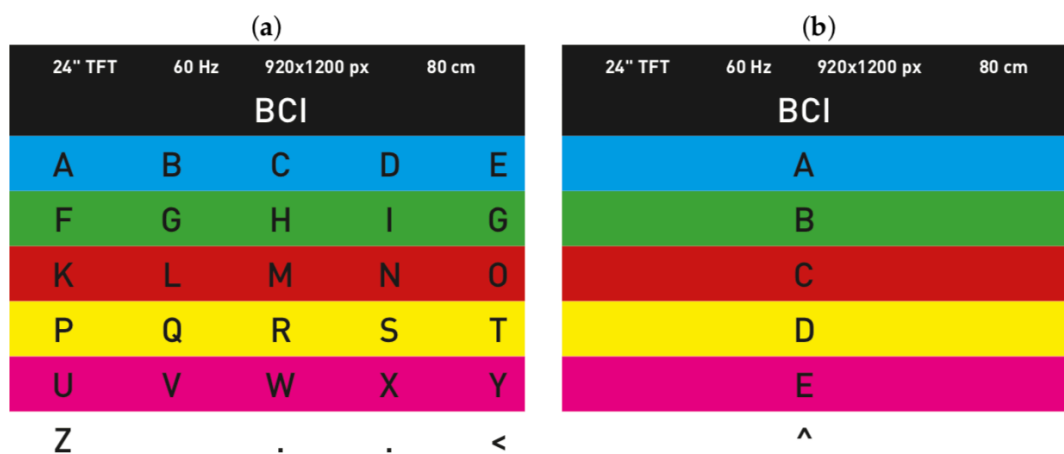 (a)
24" TFT 60 Hz 920x1200 px 80 cm
BCI
A B C D E
F G H I G
K L M N O
P Q R S T
U V W X Y
Z . . <
(b)
24" TFT 60 Hz 920x1200 px 80 cm
BCI
A
B
C
D
E
^